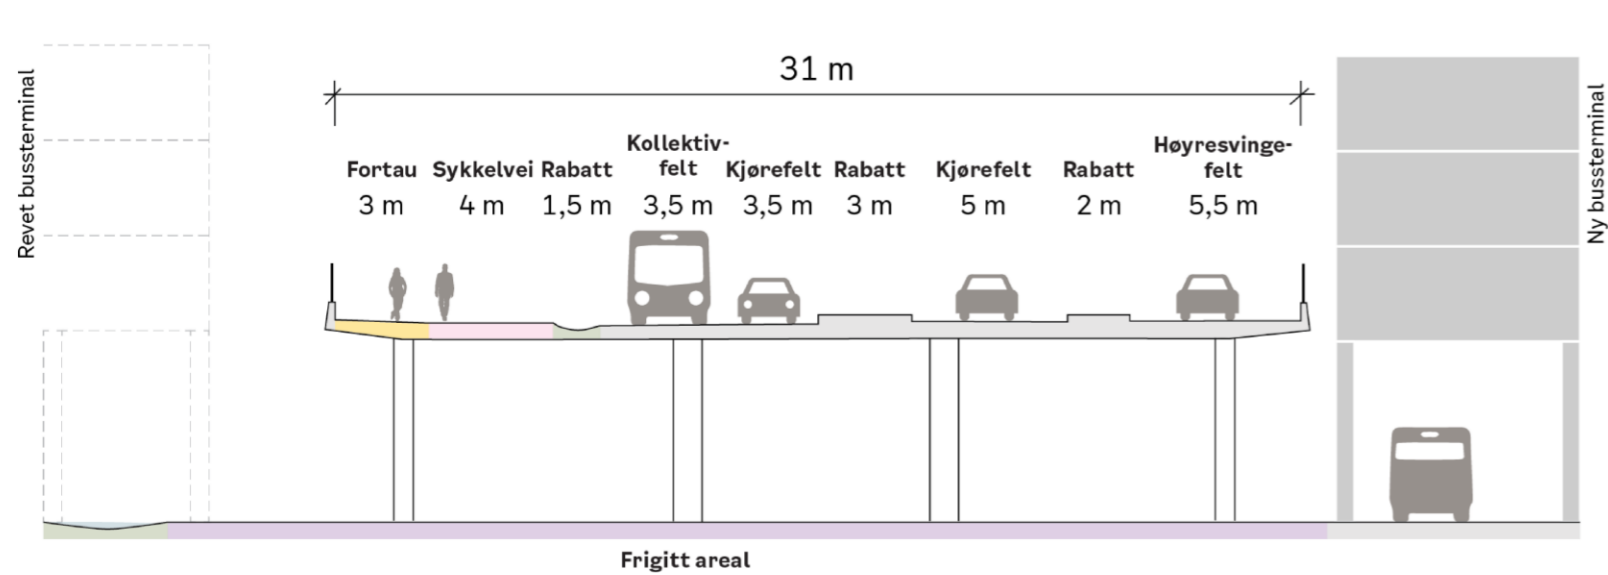 31 m
Kollektiv-
felt
Høyresvinge-
felt
Fortau Sykkelvei Rabatt Kjørefelt Rabatt Kjørefelt Rabatt
3 m 4 m 1,5 m 3,5 m 3,5 m 3 m 5 m 2 m 5,5 m
Revet bussterminal
Ny bussterminal
Frigitt areal